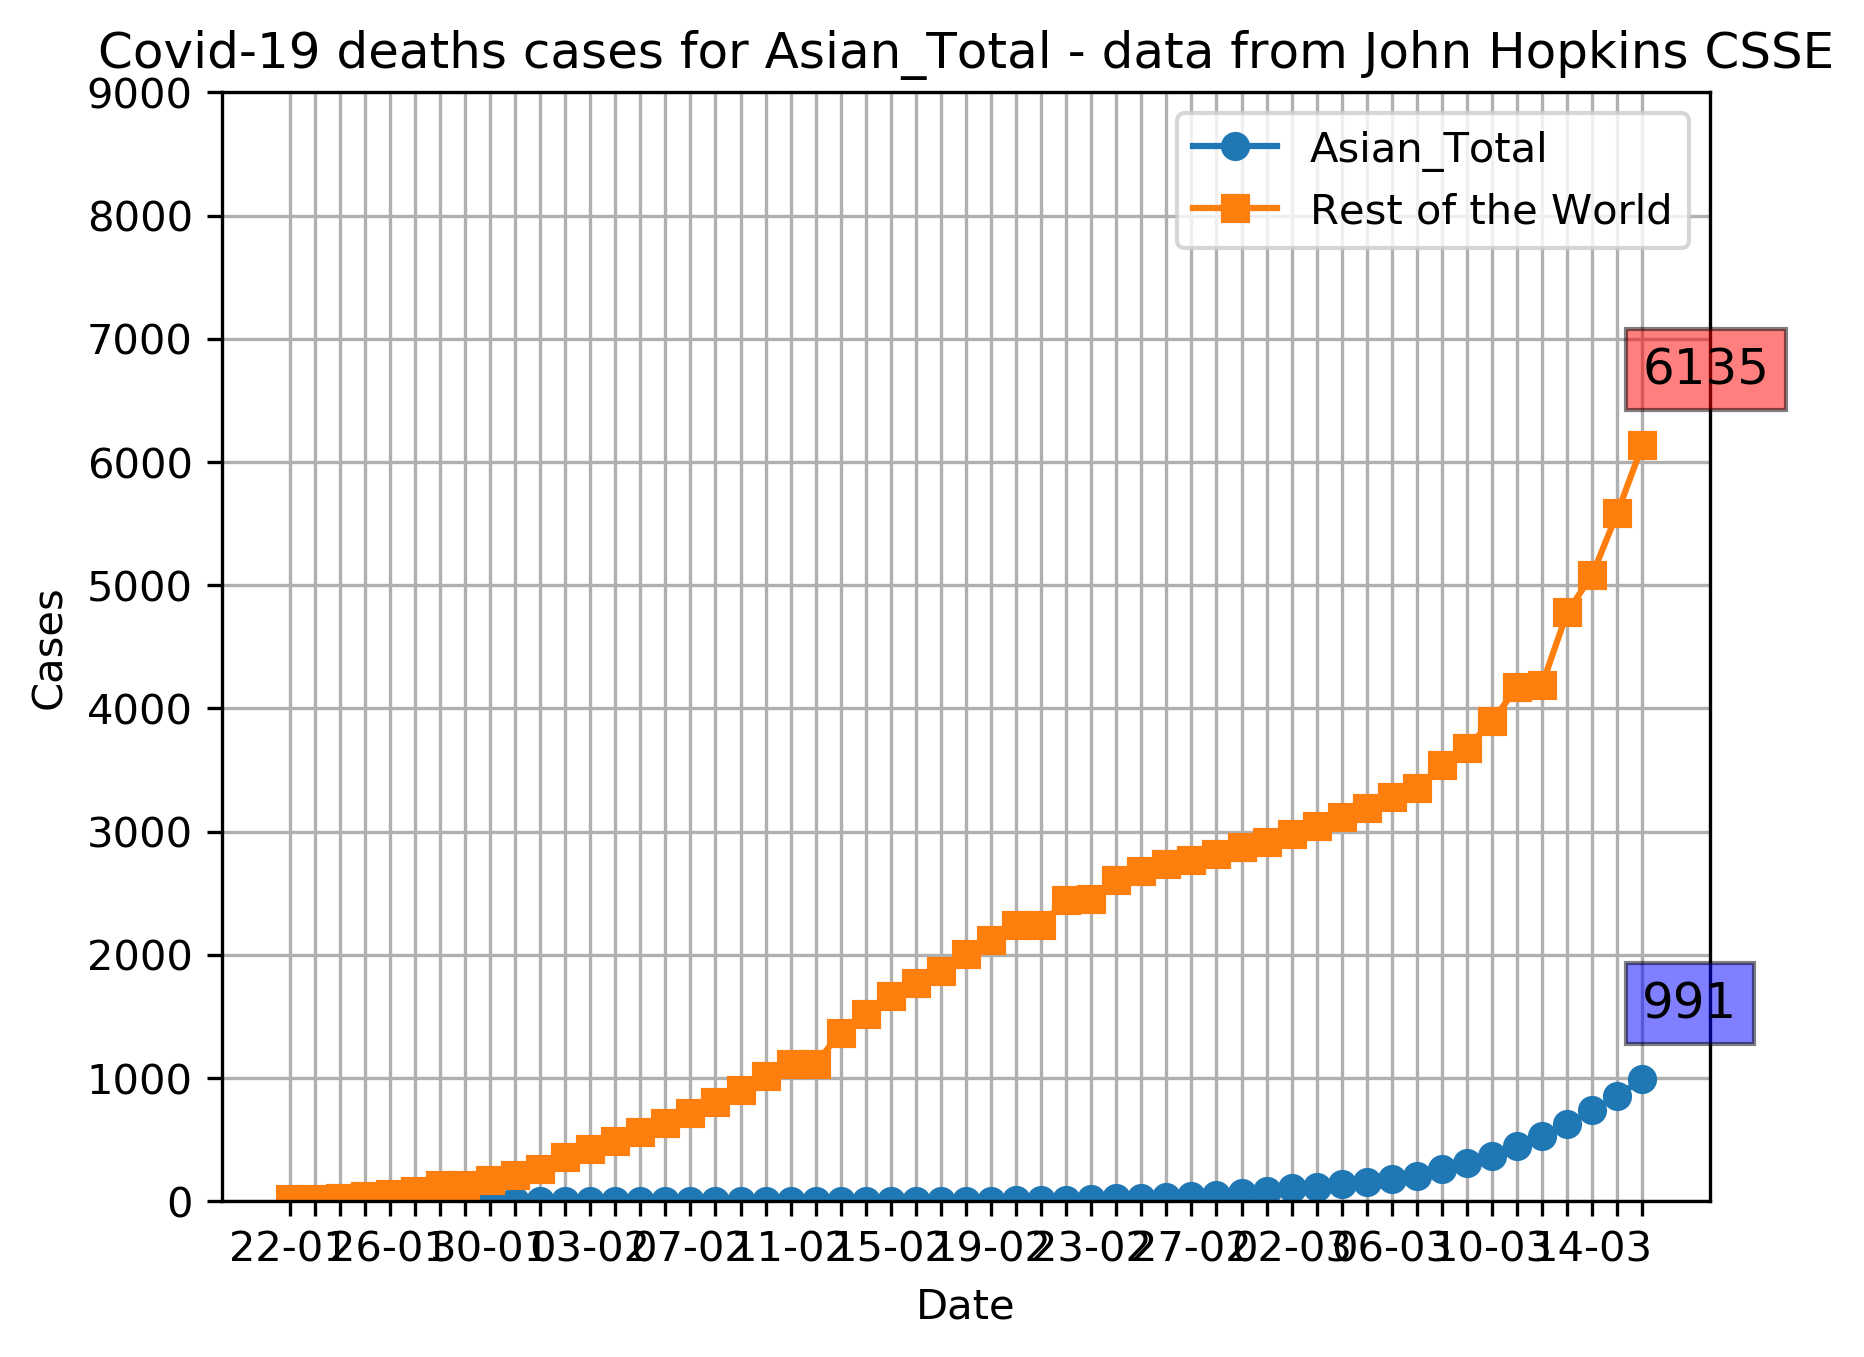 Covid-19 deaths cases for Asian_Total - data from John Hopkins CSSE
9000
8000
7000
6000
5000
4000
3000
2000
1000
0
Cases
Asian_Total
Rest of the World
6135
991
22-01 26-01 30-01 03-02 07-02 11-02 15-02 19-02 23-02 27-02 02-03 06-03 10-03 14-03
Date